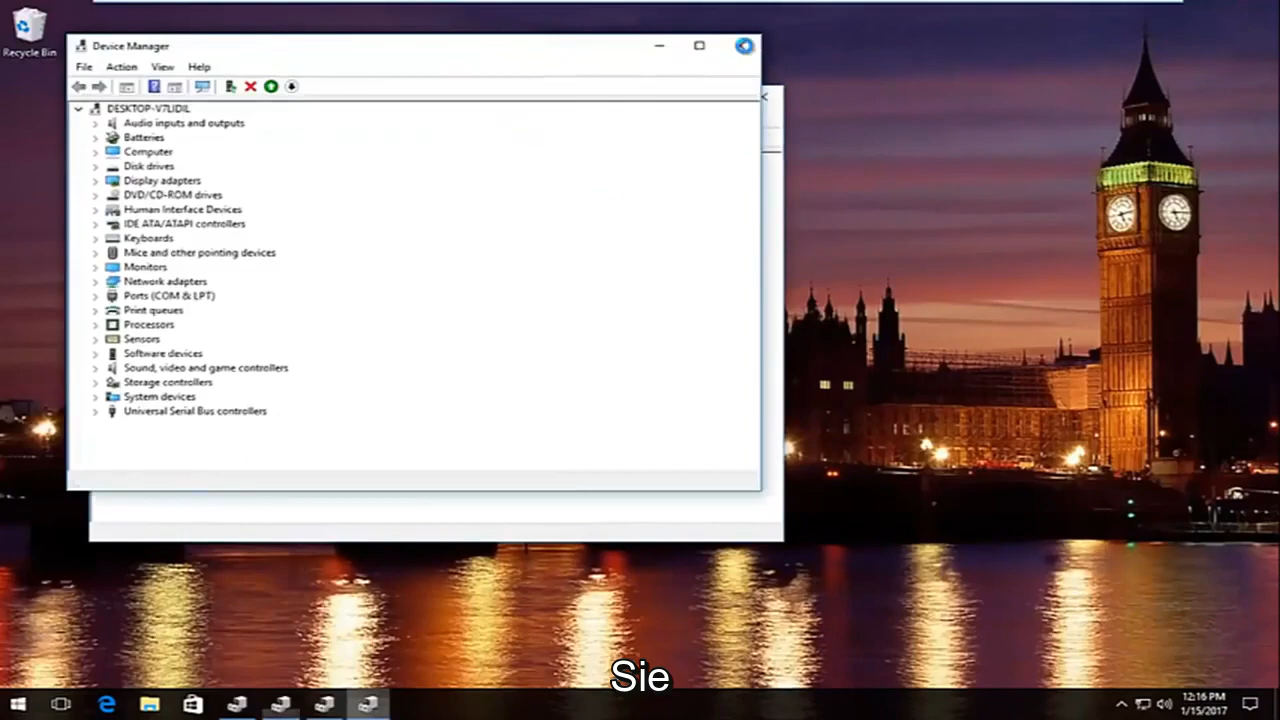 Recycle Bin
Device Manager
File Action View Help
DESKTOP-V7LIDIL
Audio inputs and outputs
Batteries
Computer
Disk drives
Display adapters
DVD/CD-ROM drives
Human Interface Devices
IDE ATA/ATAPI controllers
Keyboards
Mice and other pointing devices
Monitors
Network adapters
Ports (COM & LPT)
Print queues
Processors
Sensors
Software devices
Sound, video and game controllers
Storage controllers
System devices
Universal Serial Bus controllers
Sie
12:16 PM
1/15/2017